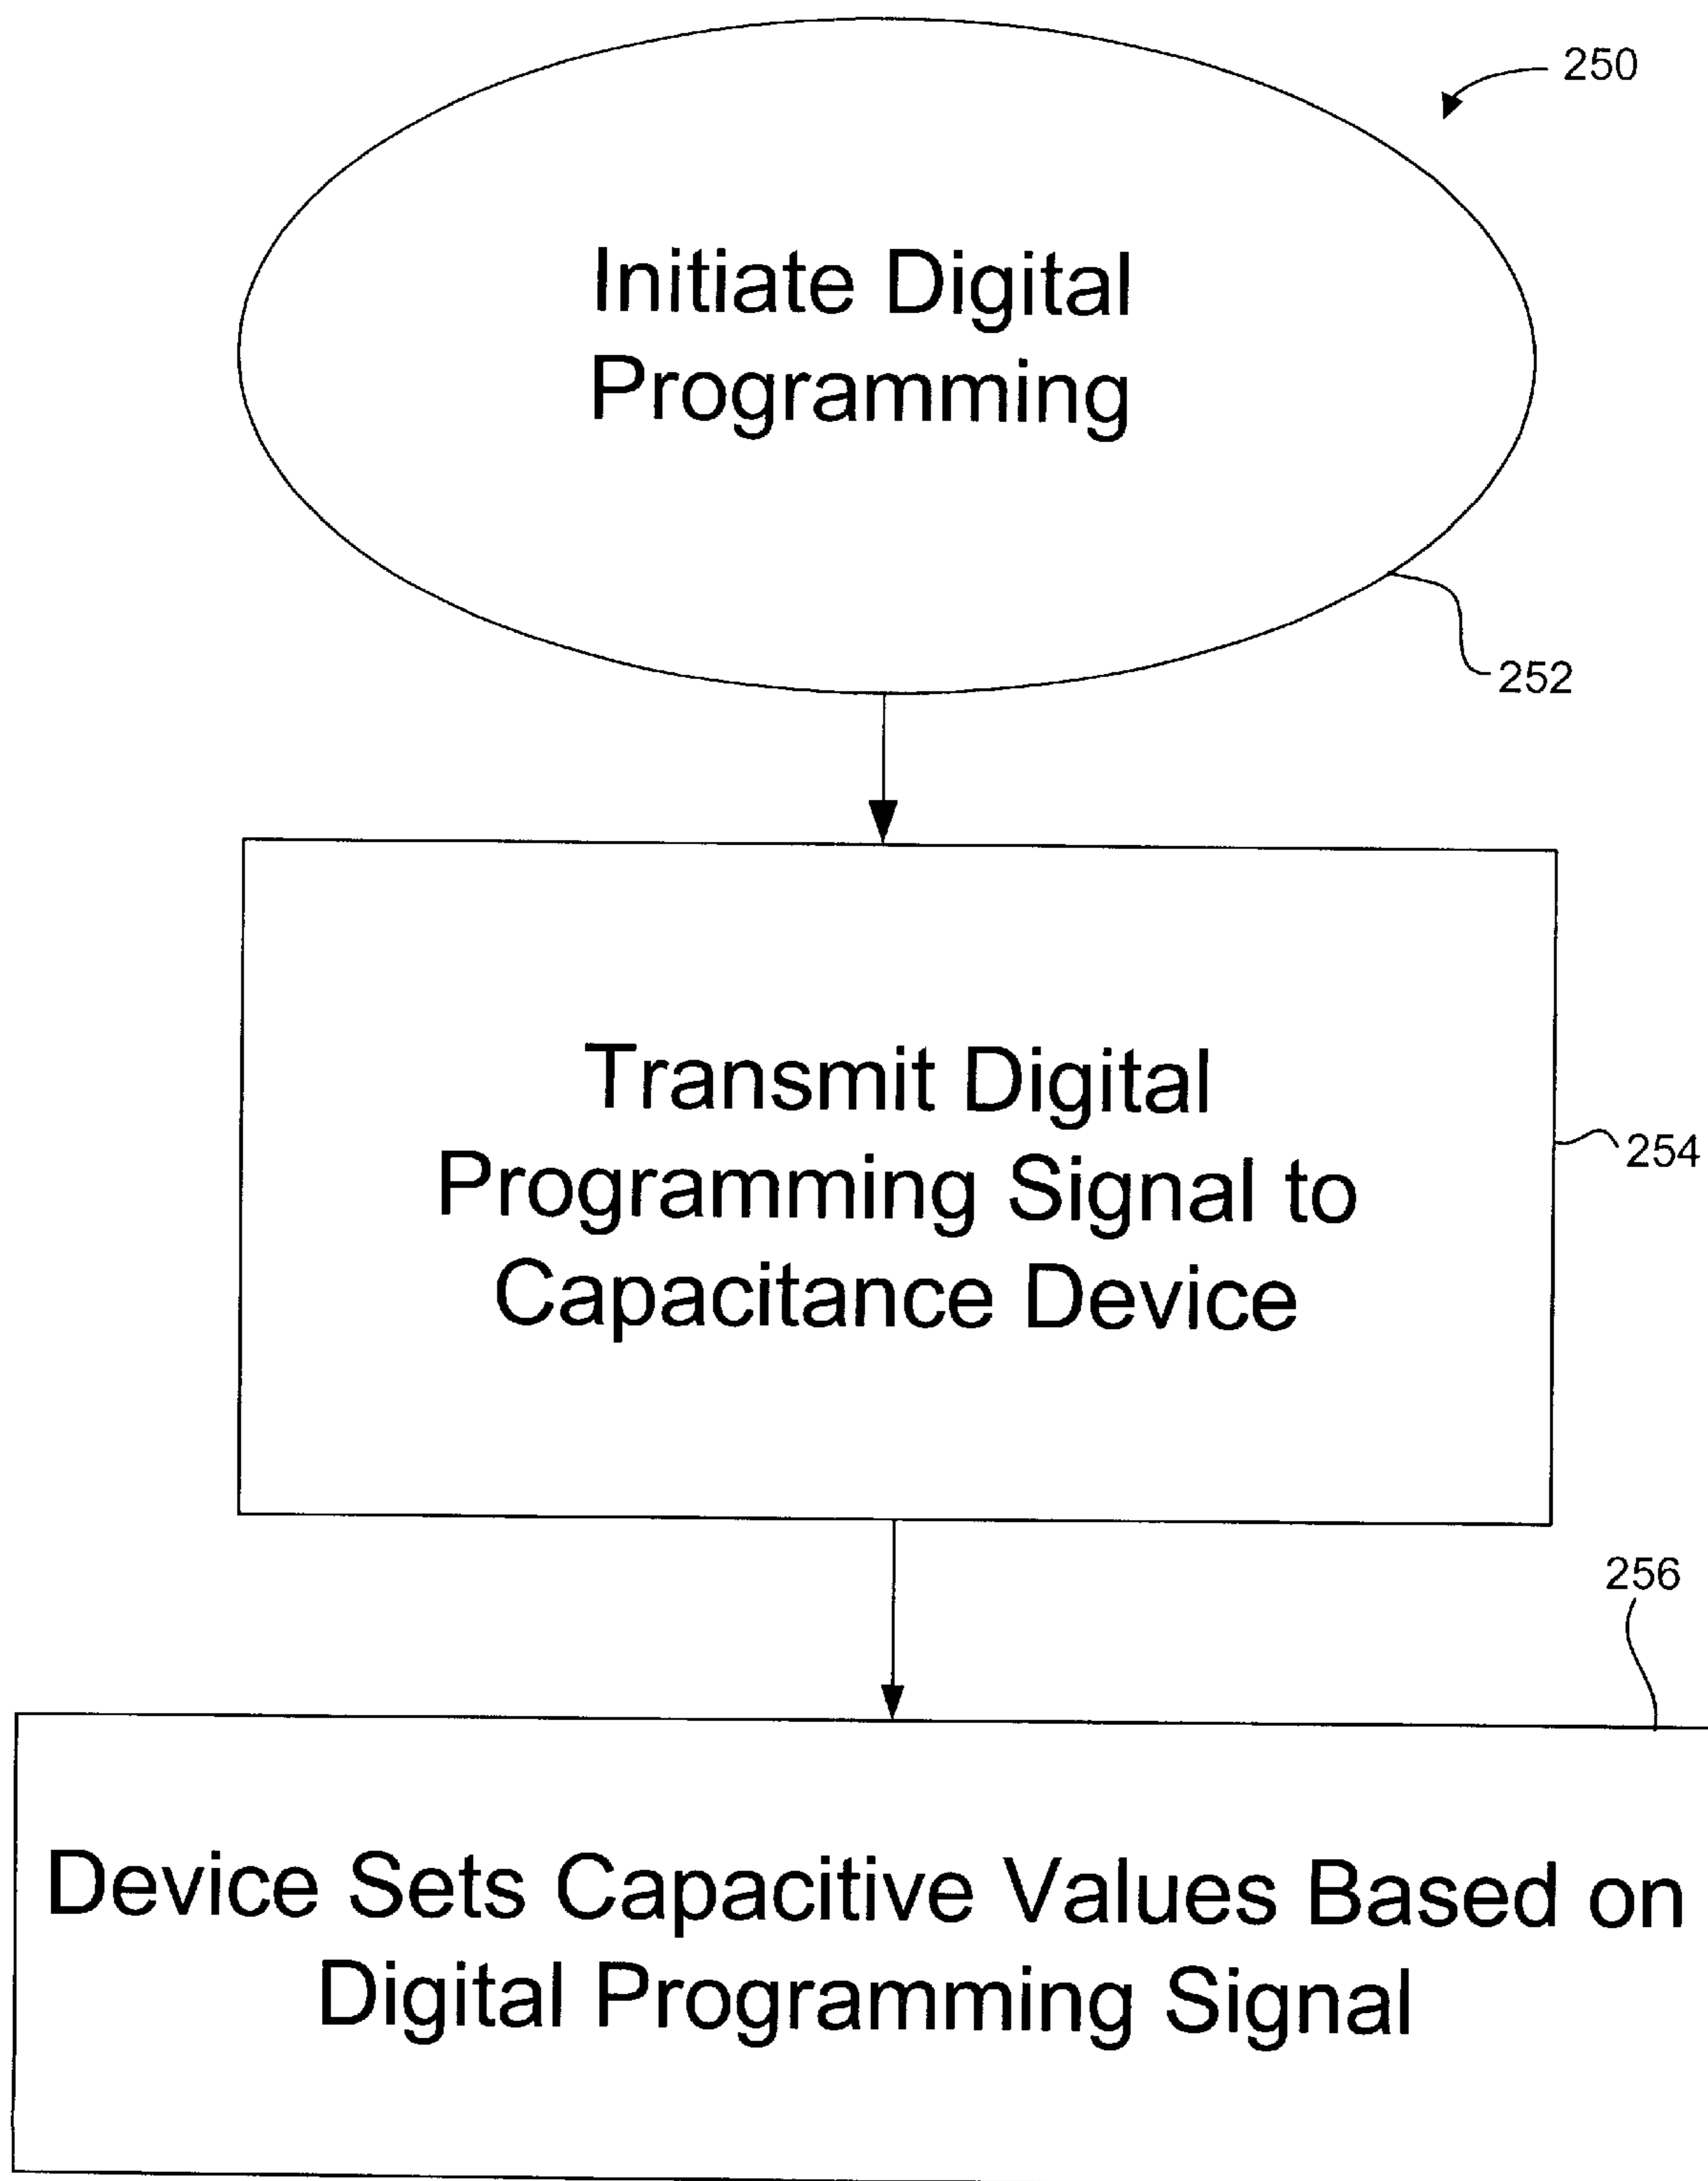 250
Initiate Digital
Programming
252
Transmit Digital
Programming Signal to
Capacitance Device
254
256
Device Sets Capacitive Values Based on
Digital Programming Signal